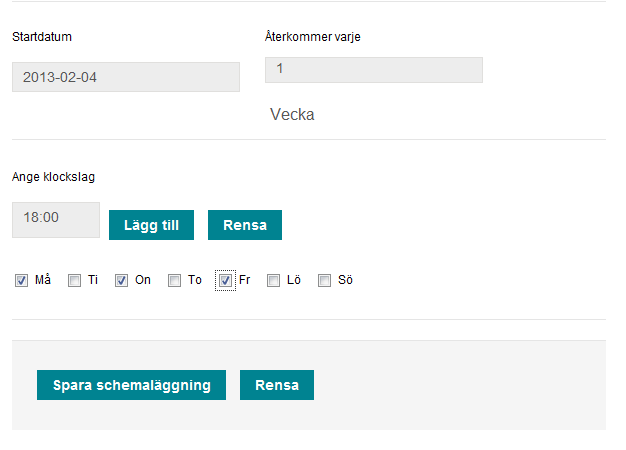 Startdatum
Återkommer varje
2013-02-04
1
Vecka
Ange klockslag
18:00 Lägg till Rensa
Må Ti On To Fr Lö Sö
Spara schemaläggning Rensa